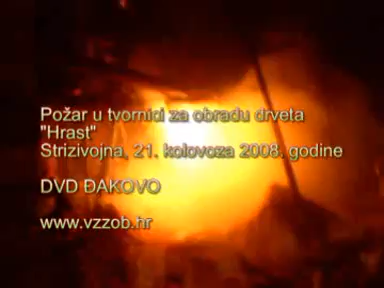 Požar u tvornici za obradu drveta
"Hrast"
Strizivojna, 21. kolovoza 2008. godine
DVD ĐAKOVO
www.vzzob.hr